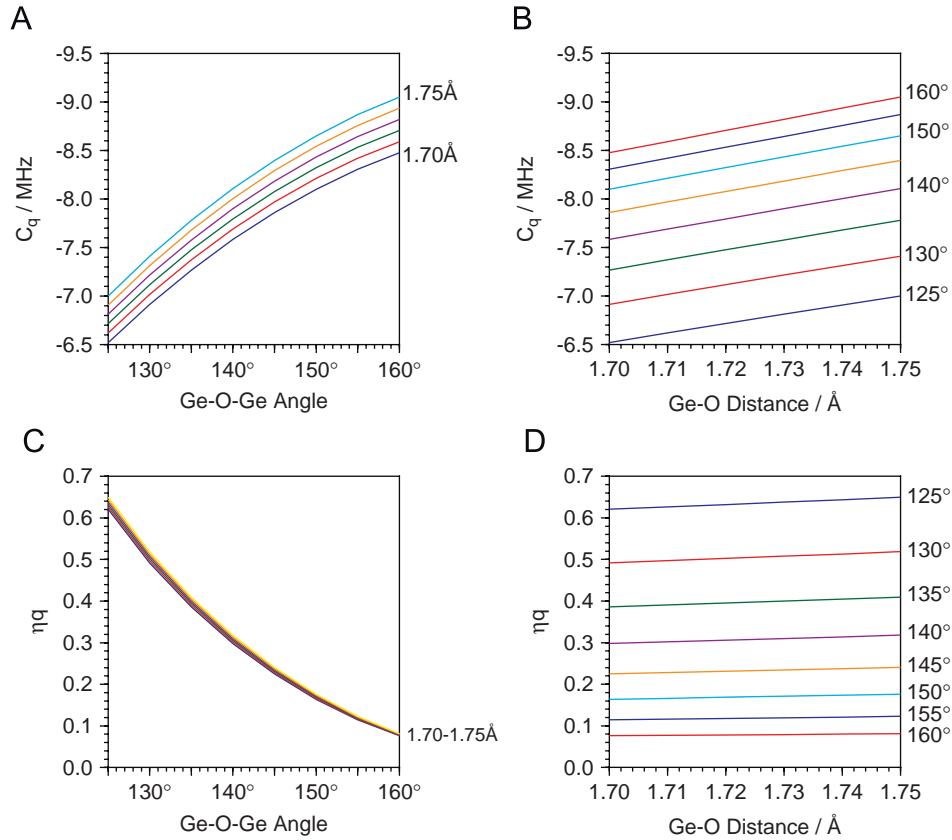 A
-9.5
-9.0
-8.5
-8.0
-7.5
-7.0
-6.5
Cq / MHz
1.75Å
1.70Å
130° 140° 150° 160°
Ge-O-Ge Angle
B
-9.5
-9.0
-8.5
-8.0
-7.5
-7.0
-6.5
Cq / MHz
160°
150°
140°
130°
125°
1.70 1.71 1.72 1.73 1.74 1.75
Ge-O Distance / Å
C
0.7
0.6
0.5
0.4
0.3
0.2
0.1
0.0
ηq
1.70-1.75Å
130° 140° 150° 160°
Ge-O-Ge Angle
D
0.7
0.6
0.5
0.4
0.3
0.2
0.1
0.0
ηq
125°
130°
135°
140°
145°
150°
155°
160°
1.70 1.71 1.72 1.73 1.74 1.75
Ge-O Distance / Å